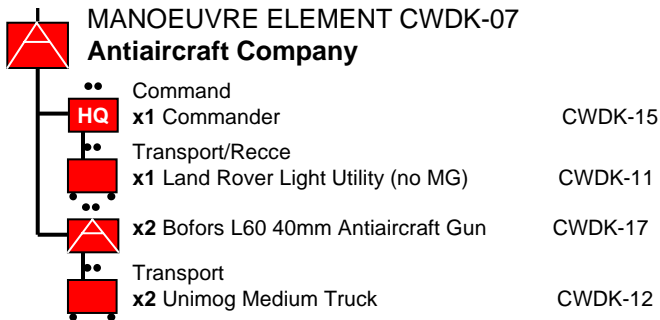 MANOEUVRE ELEMENT CWDK-07
Antiaircraft Company
Command
HQ x1 Commander CWDK-15
Transport/Recce
x1 Land Rover Light Utility (no MG) CWDK-11
x2 Bofors L60 40mm Antiaircraft Gun CWDK-17
Transport
x2 Unimog Medium Truck CWDK-12